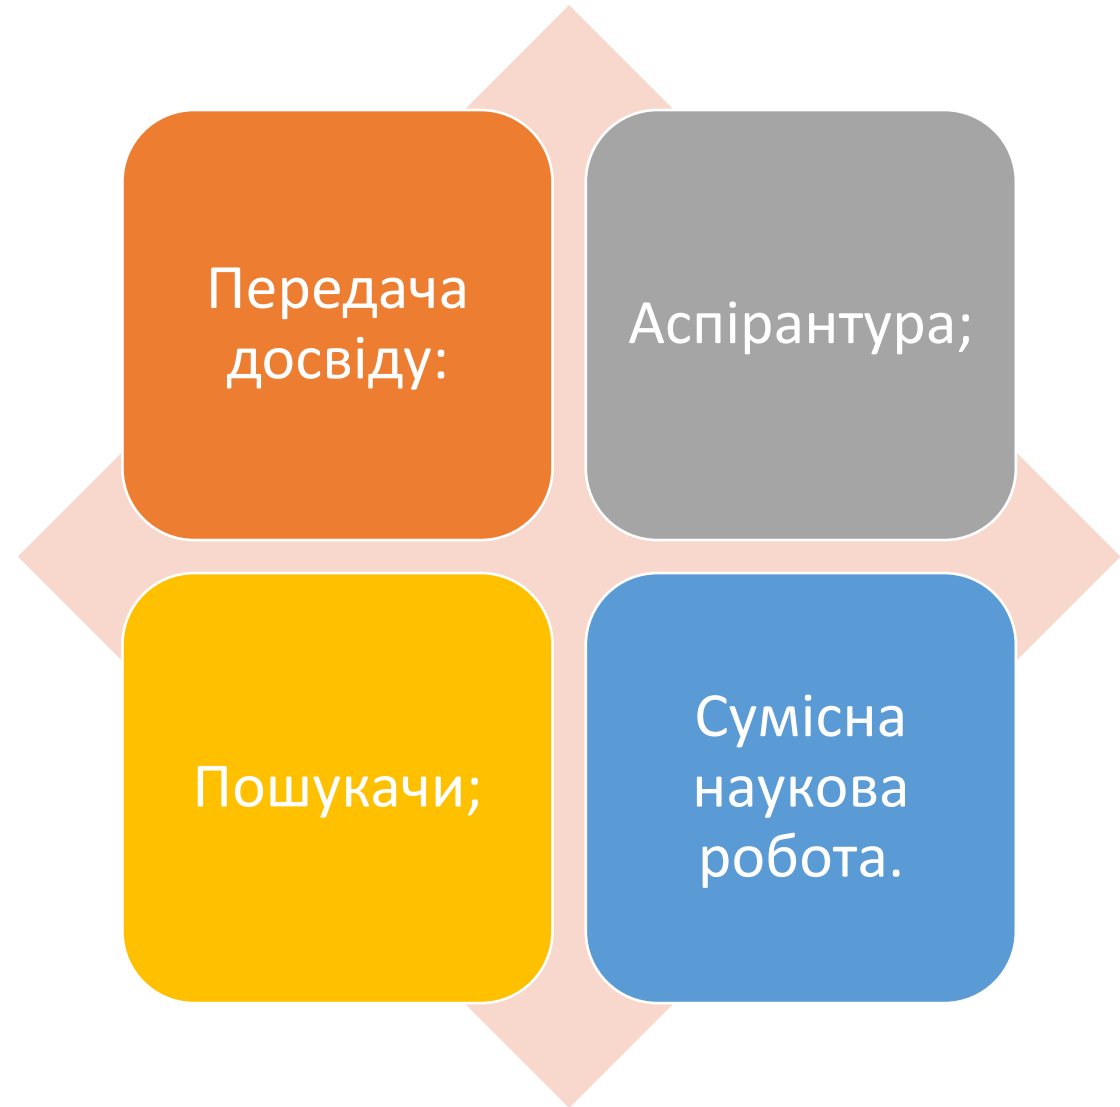 Передача
досвіду:
Аспірантура;
Пошукачи;
Сумісна
наукова
робота.